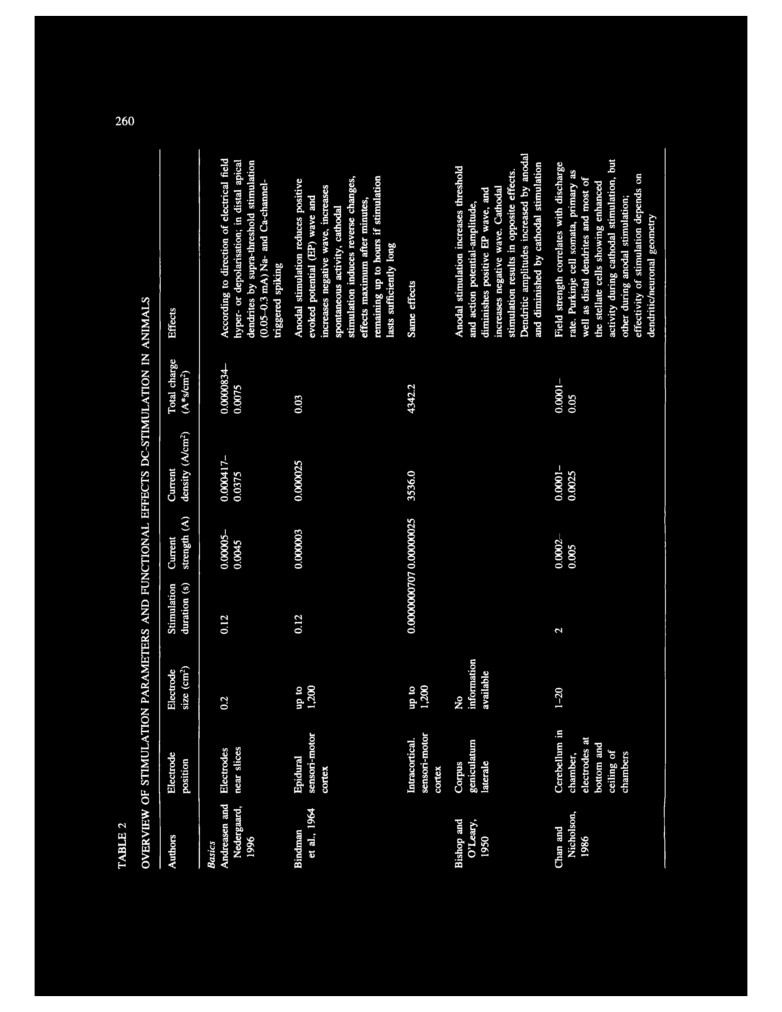 260
TABLE 2
OVERVIEW OF STIMULATION PARAMETERS AND FUNCTIONAL EFFECTS DC-STIMULATION IN ANIMALS
Authors Electrode Electrode Stimulation Current Current Total charge Effects
position size (cm²) duration (s) strength (A) density (A/cm²) (A*s/cm²)
Basics
Andreasen and Electrodes 0.2 0.12 0.00005– 0.000417– 0.0000834– According to direction of electrical field
Nedergaard, near slices 0.0045 0.0375 0.0075 hyper- or depolarisation; in distal apical
1996 dendrites by supra-threshold stimulation
(0.05–0.3 mA) Na- and Ca-channel-
triggered spiking
Bindman Epidural up to 0.12 0.000003 0.000025 0.03 Anodal stimulation reduces positive
et al., 1964 sensori-motor 1,200 evoked potential (EP) wave and
cortex increases negative wave, increases
spontaneous activity, cathodal
stimulation induces reverse changes,
effects maximum after minutes,
remaining up to hours if stimulation
lasts sufficiently long
Intracortical. up to 0.0000000707 0.00000025 3536.0 4342.2 Same effects
sensori-motor 1,200
cortex
Bishop and Corpus No Anodal stimulation increases threshold
O'Leary, geniculatum information and action potential-amplitude,
1950 laterale available diminishes positive EP wave, and
increases negative wave. Cathodal
stimulation results in opposite effects.
Dendritic amplitudes increased by anodal
and diminished by cathodal stimulation
Chan and Cerebellum in 1–20 2 0.0002– 0.0001– 0.0001– Field strength correlates with discharge
Nicholson, chamber, 0.005 0.0025 0.05 rate. Purkinje cell somata, primary as
1986 electrodes at well as distal dendrites and most of
bottom and the stellate cells showing enhanced
ceiling of activity during cathodal stimulation, but
chambers other during anodal stimulation;
effectivity of stimulation depends on
dendritic/neuronal geometry